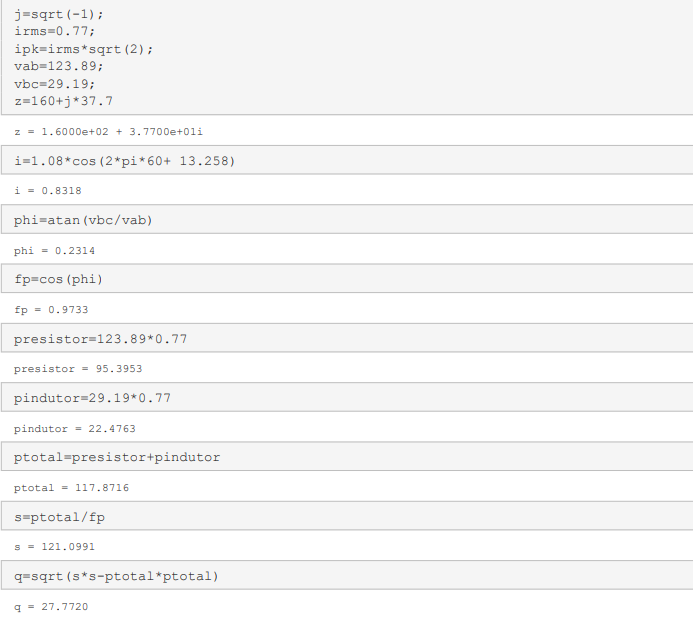 j=sqrt(-1);
irms=0.77;
ipk=irms*sqrt(2);
vab=123.89;
vbc=29.19;
z=160+j*37.7
z = 1.6000e+02 + 3.7700e+01i
i=1.08*cos(2*pi*60+ 13.258)
i = 0.8318
phi=atan(vbc/vab)
phi = 0.2314
fp=cos(phi)
fp = 0.9733
presistor=123.89*0.77
presistor = 95.3953
pindutor=29.19*0.77
pindutor = 22.4763
ptotal=presistor+pindutor
ptotal = 117.8716
s=ptotal/fp
s = 121.0991
q=sqrt(s*s-ptotal*ptotal)
q = 27.7720